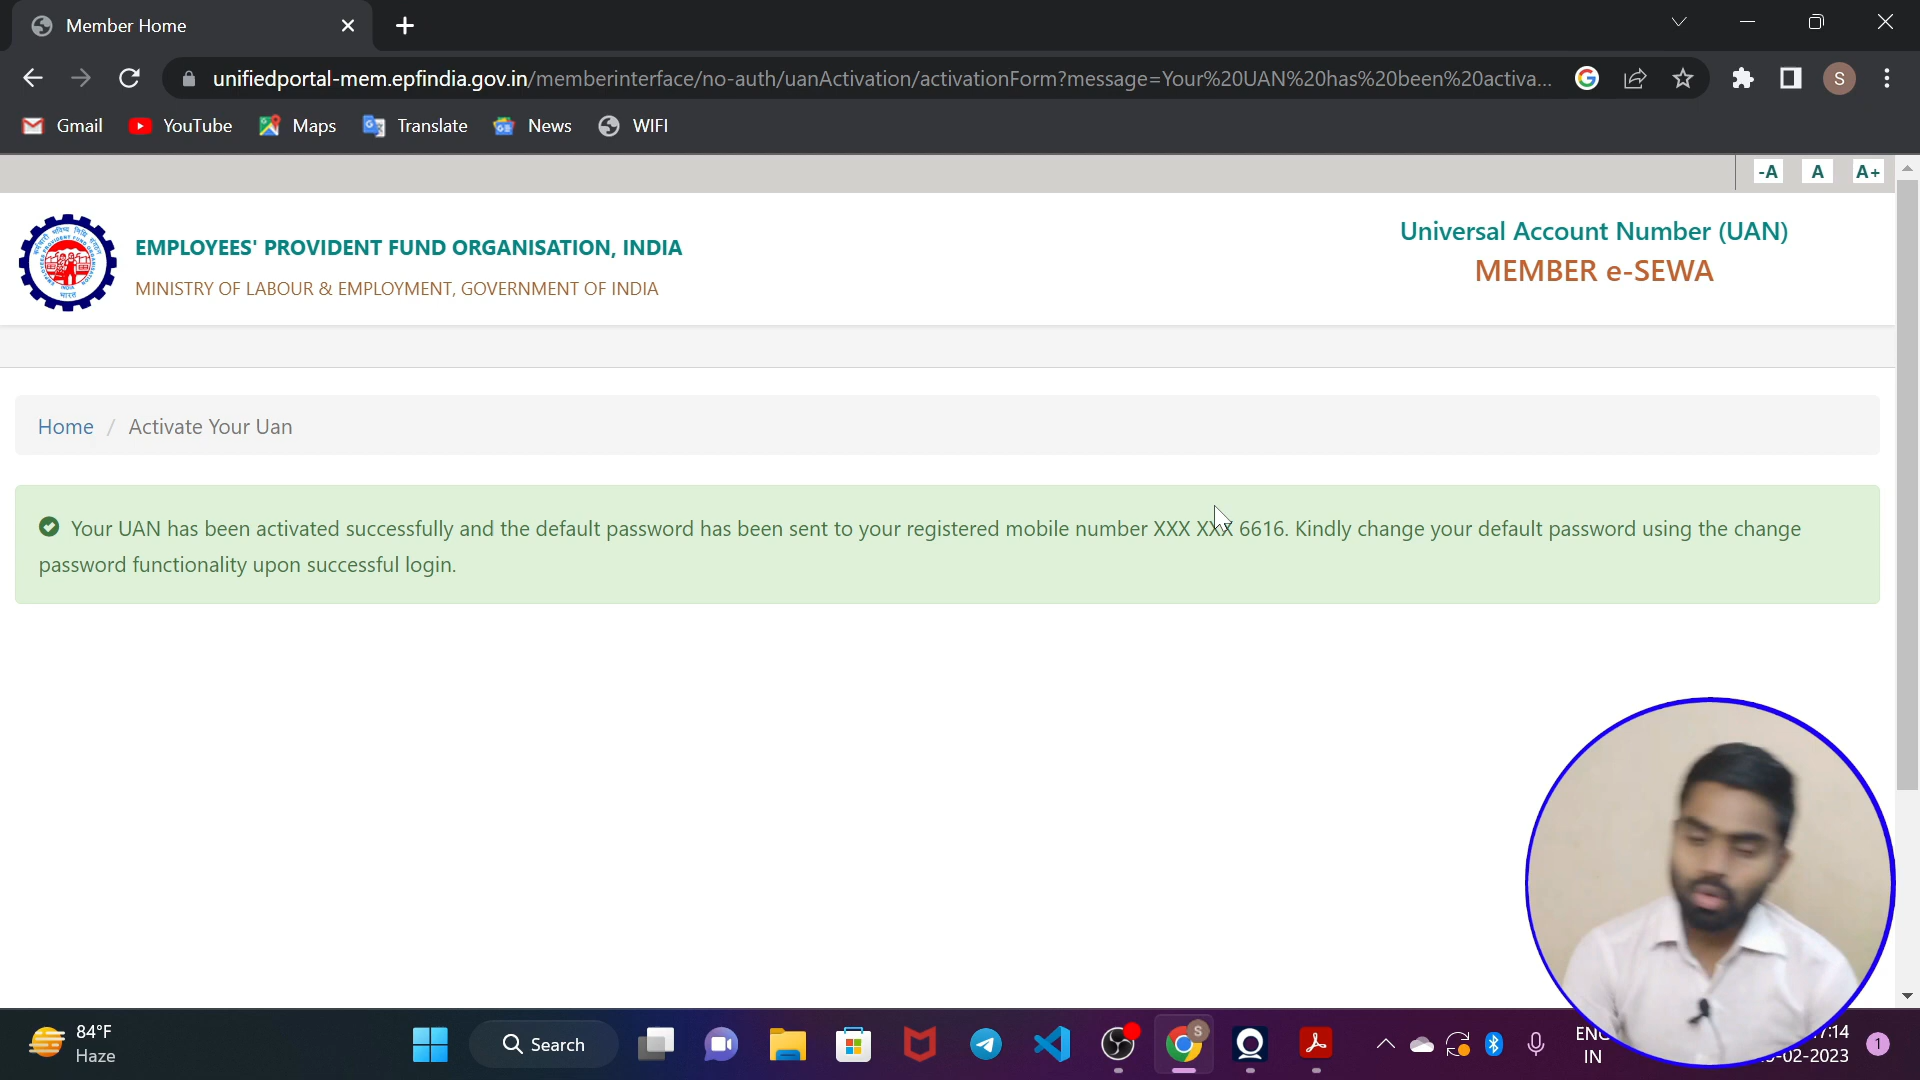 Member Home
unifiedportal-mem.epfindia.gov.in/memberinterface/no-auth/uanActivation/activationForm?message=Your%20UAN%20has%20been%20activa...
S
Gmail
YouTube
Maps
Translate
News
WIFI
-A
A
A+
EMPLOYEES' PROVIDENT FUND ORGANISATION, INDIA
MINISTRY OF LABOUR & EMPLOYMENT, GOVERNMENT OF INDIA
Universal Account Number (UAN)
MEMBER e-SEWA
Home / Activate Your Uan
Your UAN has been activated successfully and the default password has been sent to your registered mobile number XXX XXX 6616. Kindly change your default password using the change
password functionality upon successful login.
84°F
Haze
Search
S
IN
-02-2023
1